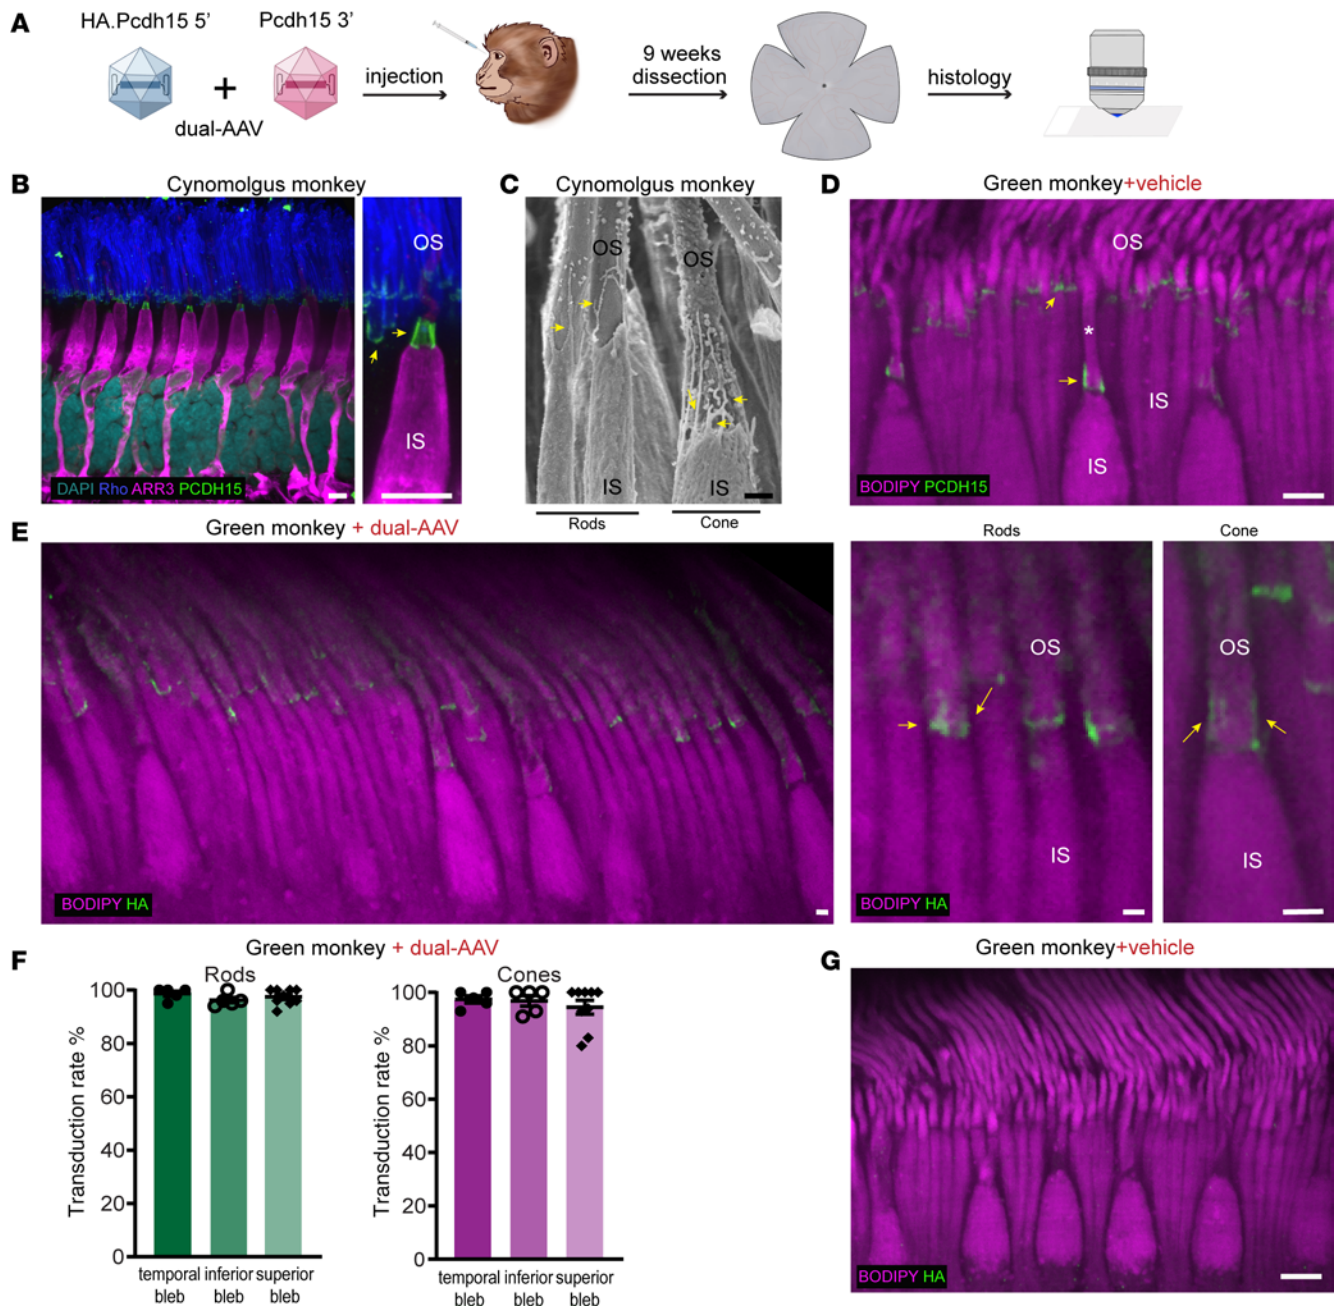 A
HA.Pcdh15 5’
Pcdh15 3’
+
dual-AAV
injection
9 weeks
dissection
histology
B
Cynomolgus monkey
OS
IS
DAPI Rho ARR3 PCDH15
C
Cynomolgus monkey
OS
OS
IS
IS
Rods
Cone
D
Green monkey+vehicle
OS
*
IS
IS
BODIPY PCDH15
E
Green monkey + dual-AAV
BODIPY HA
Rods
OS
IS
BODIPY HA
Cone
OS
IS
F
Green monkey + dual-AAV
Rods
Transduction rate %
100
80
60
40
20
0
temporal bleb
inferior bleb
superior bleb
Cones
Transduction rate %
100
80
60
40
20
0
temporal bleb
inferior bleb
superior bleb
G
Green monkey+vehicle
BODIPY HA